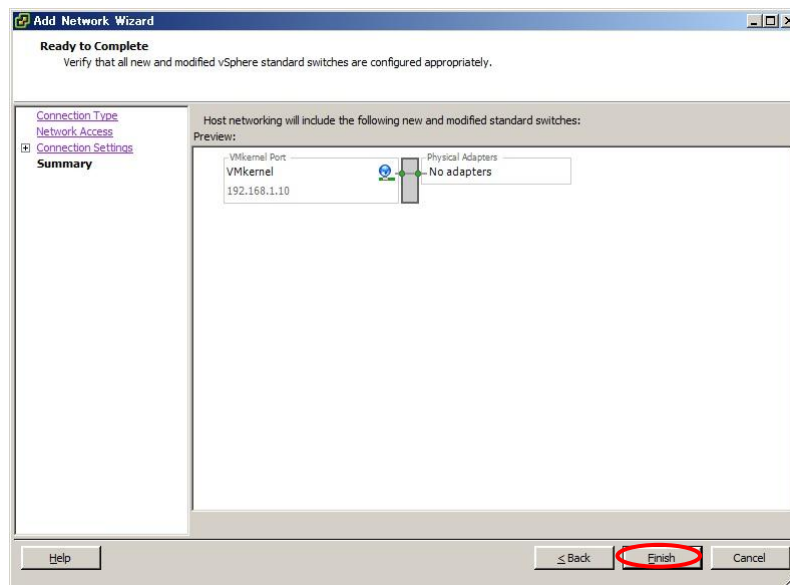 Add Network Wizard
Ready to Complete
Verify that all new and modified vSphere standard switches are configured appropriately.
Connection Type
Network Access
Connection Settings
Summary
Host networking will include the following new and modified standard switches:
Preview:
VMkernel Port
VMkernel
192.168.1.10
Physical Adapters
No adapters
Help
< Back
Finish
Cancel